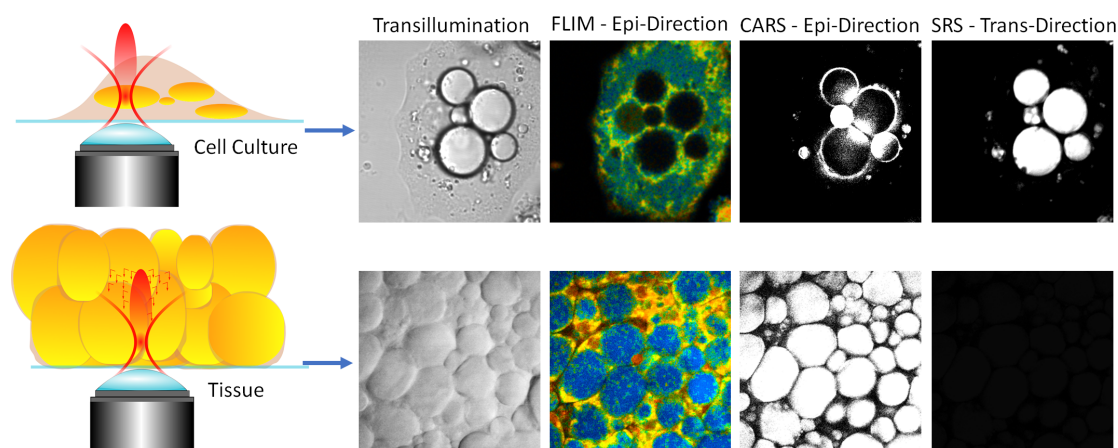 Transillumination
FLIM - Epi-Direction
CARS - Epi-Direction
SRS - Trans-Direction
Cell Culture
Tissue